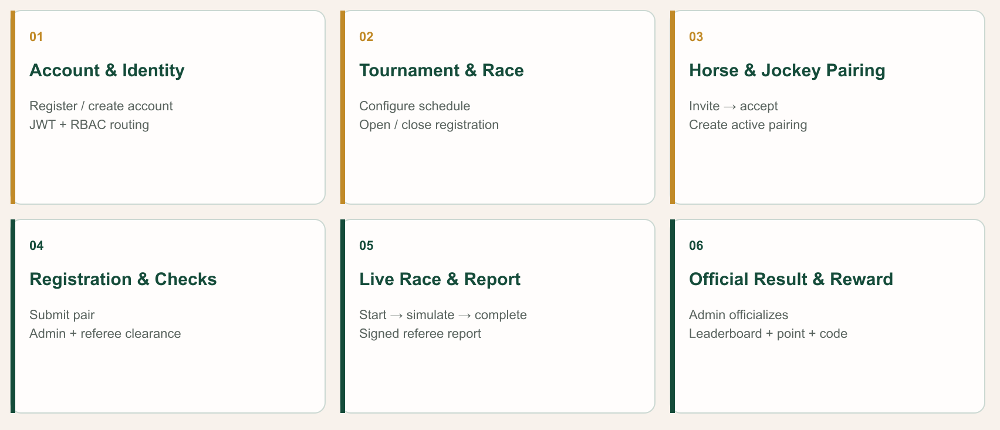 01
Account & Identity
Register / create account
JWT + RBAC routing
02
Tournament & Race
Configure schedule
Open / close registration
03
Horse & Jockey Pairing
Invite → accept
Create active pairing
04
Registration & Checks
Submit pair
Admin + referee clearance
05
Live Race & Report
Start → simulate → complete
Signed referee report
06
Official Result & Reward
Admin officializes
Leaderboard + point + code